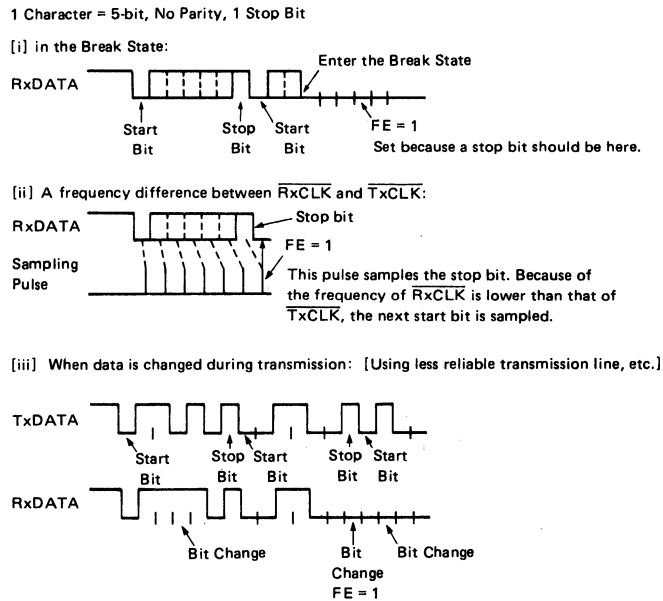 1 Character = 5-bit, No Parity, 1 Stop Bit
[i] in the Break State:
Enter the Break State
RxDATA
Start Bit
Stop Bit
Start Bit
FE = 1
Set because a stop bit should be here.
[ii] A frequency difference between RxCLK and TxCLK:
RxDATA
Stop bit
FE = 1
Sampling Pulse
This pulse samples the stop bit. Because of
the frequency of RxCLK is lower than that of
TxCLK, the next start bit is sampled.
[iii] When data is changed during transmission: [Using less reliable transmission line, etc.]
TxDATA
Start Bit
Stop Bit
Start Bit
Stop Bit
Start Bit
RxDATA
Bit Change
Bit Change FE = 1
Bit Change